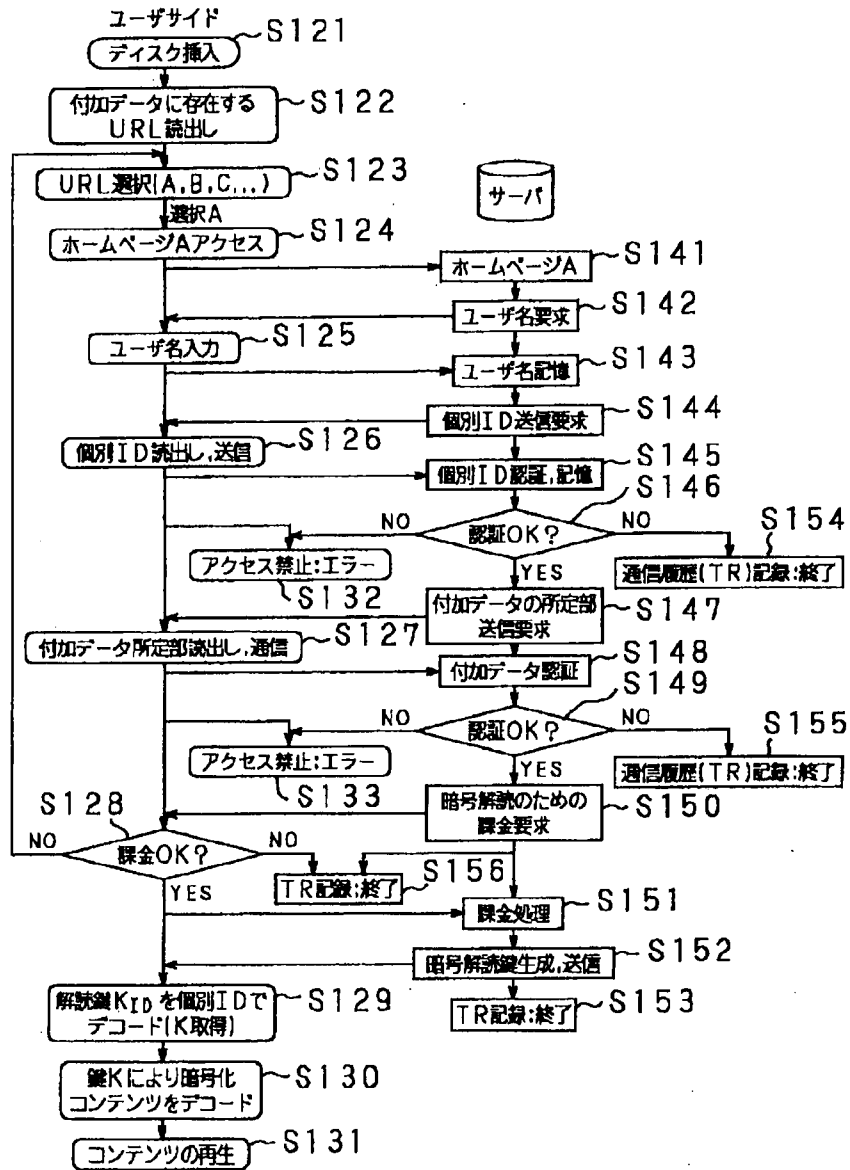 ユーザサイド
ディスク挿入
S121
付加データに存在する
URL読出し
S122
URL選択(A,B,C,..)
S123
選択A
サーバ
ホームページAアクセス
S124
ホームページA
S141
ユーザ名要求
S142
ユーザ名入力
S125
ユーザ名記憶
S143
個別ID送信要求
S144
個別ID読出し,送信
S126
個別ID認証,記憶
S145
S146
NO
認証OK?
NO
S154
アクセス禁止:エラー
S132
YES
通信履歴(TR)記録:終了
付加データの所定部
送信要求
S147
付加データ所定部読出し,通信
S127
付加データ認証
S148
S149
NO
認証OK?
NO
S155
アクセス禁止:エラー
S133
YES
通信履歴(TR)記録:終了
暗号解読のための
課金要求
S150
S128
NO
課金OK?
NO
YES
TR記録:終了
S156
課金処理
S151
暗号解読鍵生成,送信
S152
解読鍵KIDを個別IDで
デコード(K取得)
S129
TR記録:終了
S153
鍵Kにより暗号化
コンテンツをデコード
S130
コンテンツの再生
S131